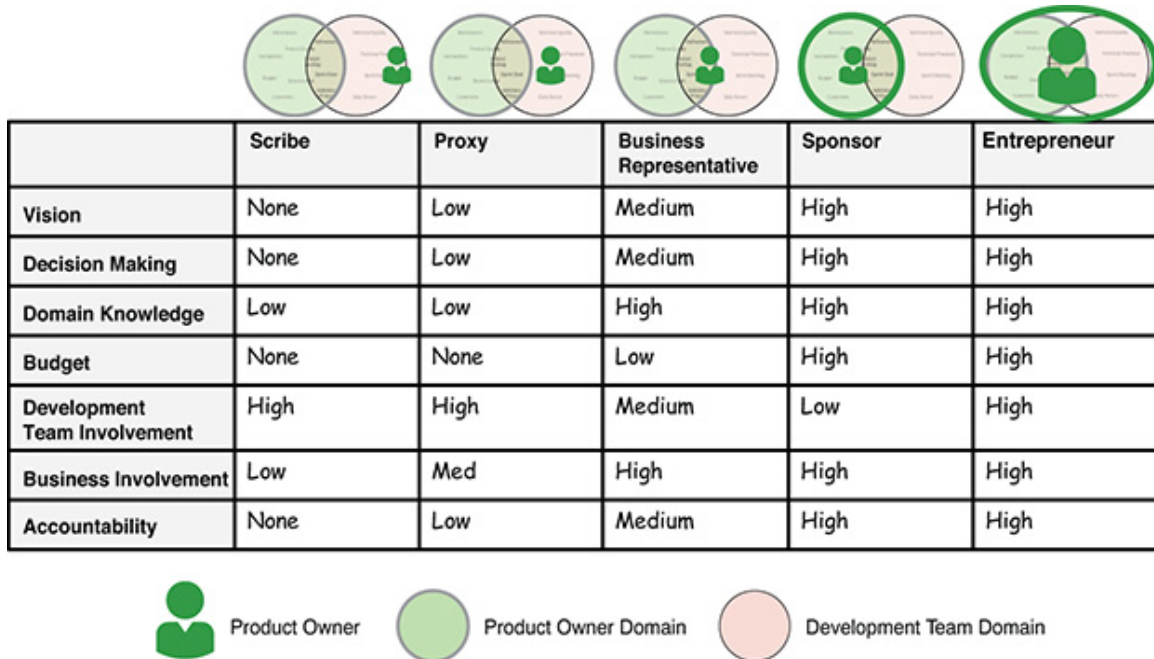 Scribe
Proxy
Business
Representative
Sponsor
Entrepreneur
Vision
None
Low
Medium
High
High
Decision Making
None
Low
Medium
High
High
Domain Knowledge
Low
Low
High
High
High
Budget
None
None
Low
High
High
Development
Team Involvement
High
High
Medium
Low
High
Business Involvement
Low
Med
High
High
High
Accountability
None
Low
Medium
High
High
Product Owner
Product Owner Domain
Development Team Domain